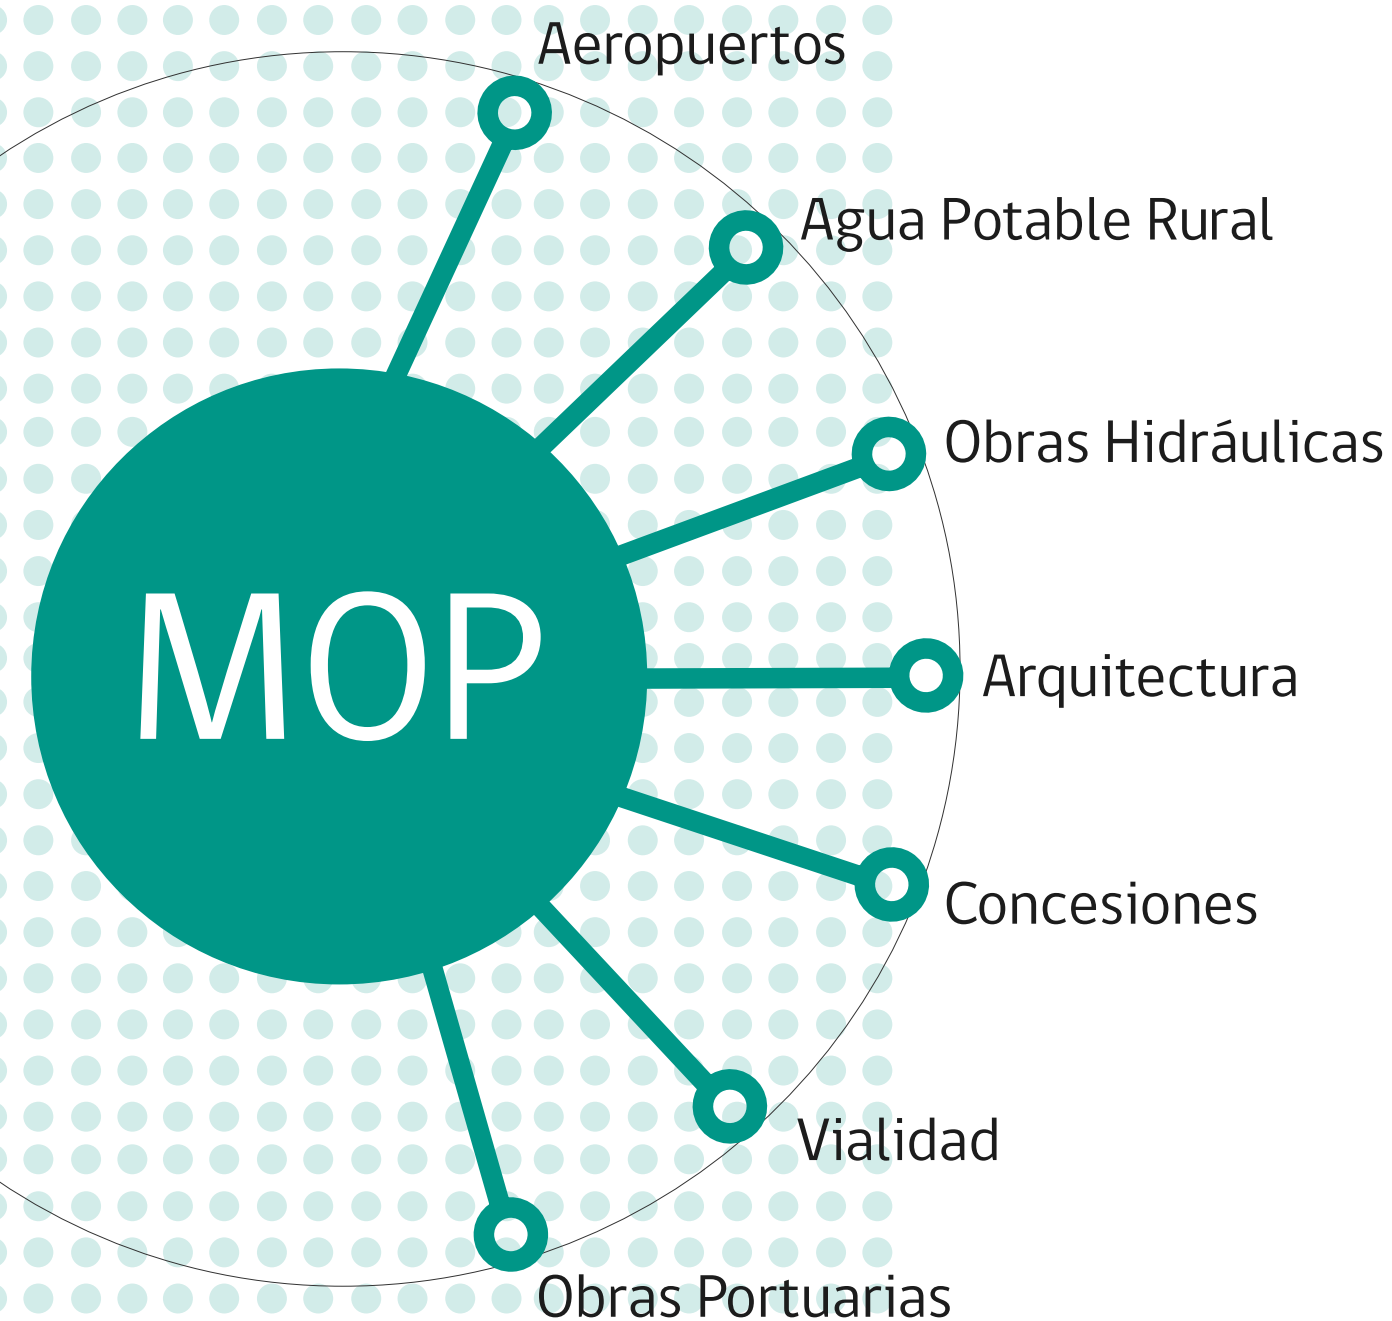 Aeropuertos
Agua Potable Rural
Obras Hidráulicas
MOP
Arquitectura
Concesiones
Vialidad
Obras Portuarias